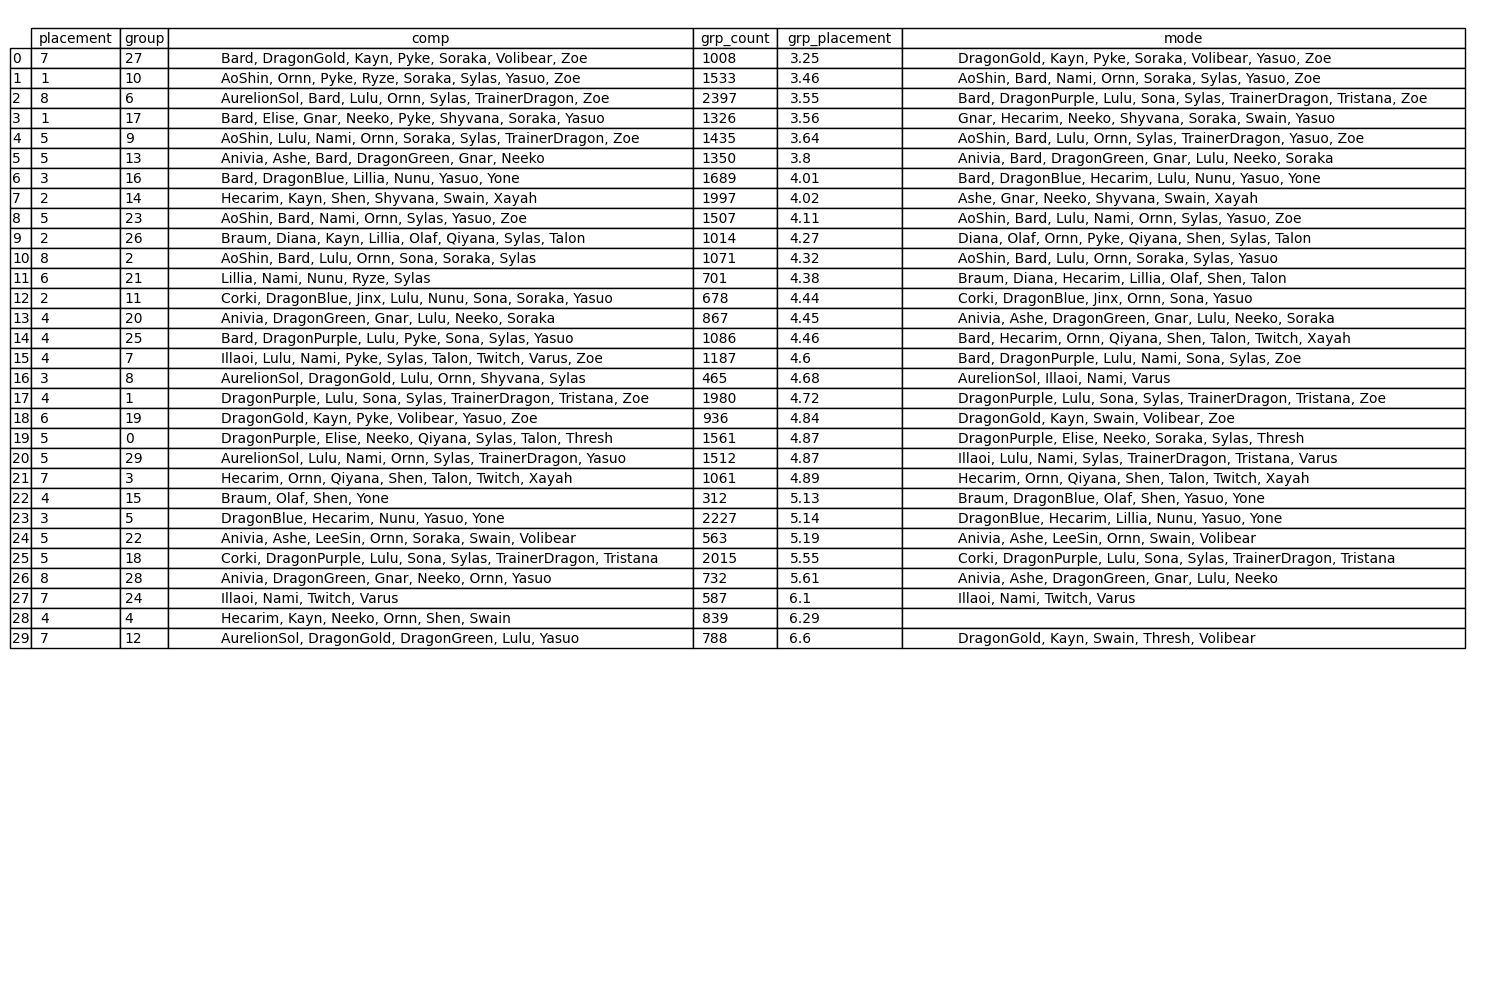 placement group comp grp_count grp_placement mode
0 7 27 Bard, DragonGold, Kayn, Pyke, Soraka, Volibear, Zoe 1008 3.25 DragonGold, Kayn, Pyke, Soraka, Volibear, Yasuo, Zoe
1 1 10 AoShin, Ornn, Pyke, Ryze, Soraka, Sylas, Yasuo, Zoe 1533 3.46 AoShin, Bard, Nami, Ornn, Soraka, Sylas, Yasuo, Zoe
2 8 6 AurelionSol, Bard, Lulu, Ornn, Sylas, TrainerDragon, Zoe 2397 3.55 Bard, DragonPurple, Lulu, Sona, Sylas, TrainerDragon, Tristana, Zoe
3 1 17 Bard, Elise, Gnar, Neeko, Pyke, Shyvana, Soraka, Yasuo 1326 3.56 Gnar, Hecarim, Neeko, Shyvana, Soraka, Swain, Yasuo
4 5 9 AoShin, Lulu, Nami, Ornn, Soraka, Sylas, TrainerDragon, Zoe 1435 3.64 AoShin, Bard, Lulu, Ornn, Sylas, TrainerDragon, Yasuo, Zoe
5 5 13 Anivia, Ashe, Bard, DragonGreen, Gnar, Neeko 1350 3.8 Anivia, Bard, DragonGreen, Gnar, Lulu, Neeko, Soraka
6 3 16 Bard, DragonBlue, Lillia, Nunu, Yasuo, Yone 1689 4.01 Bard, DragonBlue, Hecarim, Lulu, Nunu, Yasuo, Yone
7 2 14 Hecarim, Kayn, Shen, Shyvana, Swain, Xayah 1997 4.02 Ashe, Gnar, Neeko, Shyvana, Swain, Xayah
8 5 23 AoShin, Bard, Nami, Ornn, Sylas, Yasuo, Zoe 1507 4.11 AoShin, Bard, Lulu, Nami, Ornn, Sylas, Yasuo, Zoe
9 2 26 Braum, Diana, Kayn, Lillia, Olaf, Qiyana, Sylas, Talon 1014 4.27 Diana, Olaf, Ornn, Pyke, Qiyana, Shen, Sylas, Talon
10 8 2 AoShin, Bard, Lulu, Ornn, Sona, Soraka, Sylas 1071 4.32 AoShin, Bard, Lulu, Ornn, Soraka, Sylas, Yasuo
11 6 21 Lillia, Nami, Nunu, Ryze, Sylas 701 4.38 Braum, Diana, Hecarim, Lillia, Olaf, Shen, Talon
12 2 11 Corki, DragonBlue, Jinx, Lulu, Nunu, Sona, Soraka, Yasuo 678 4.44 Corki, DragonBlue, Jinx, Ornn, Sona, Yasuo
13 4 20 Anivia, DragonGreen, Gnar, Lulu, Neeko, Soraka 867 4.45 Anivia, Ashe, DragonGreen, Gnar, Lulu, Neeko, Soraka
14 4 25 Bard, DragonPurple, Lulu, Pyke, Sona, Sylas, Yasuo 1086 4.46 Bard, Hecarim, Ornn, Qiyana, Shen, Talon, Twitch, Xayah
15 4 7 Illaoi, Lulu, Nami, Pyke, Sylas, Talon, Twitch, Varus, Zoe 1187 4.6 Bard, DragonPurple, Lulu, Nami, Sona, Sylas, Zoe
16 3 8 AurelionSol, DragonGold, Lulu, Ornn, Shyvana, Sylas 465 4.68 AurelionSol, Illaoi, Nami, Varus
17 4 1 DragonPurple, Lulu, Sona, Sylas, TrainerDragon, Tristana, Zoe 1980 4.72 DragonPurple, Lulu, Sona, Sylas, TrainerDragon, Tristana, Zoe
18 6 19 DragonGold, Kayn, Pyke, Volibear, Yasuo, Zoe 936 4.84 DragonGold, Kayn, Swain, Volibear, Zoe
19 5 0 DragonPurple, Elise, Neeko, Qiyana, Sylas, Talon, Thresh 1561 4.87 DragonPurple, Elise, Neeko, Soraka, Sylas, Thresh
20 5 29 AurelionSol, Lulu, Nami, Ornn, Sylas, TrainerDragon, Yasuo 1512 4.87 Illaoi, Lulu, Nami, Sylas, TrainerDragon, Tristana, Varus
21 7 3 Hecarim, Ornn, Qiyana, Shen, Talon, Twitch, Xayah 1061 4.89 Hecarim, Ornn, Qiyana, Shen, Talon, Twitch, Xayah
22 4 15 Braum, Olaf, Shen, Yone 312 5.13 Braum, DragonBlue, Olaf, Shen, Yasuo, Yone
23 3 5 DragonBlue, Hecarim, Nunu, Yasuo, Yone 2227 5.14 DragonBlue, Hecarim, Lillia, Nunu, Yasuo, Yone
24 5 22 Anivia, Ashe, LeeSin, Ornn, Soraka, Swain, Volibear 563 5.19 Anivia, Ashe, LeeSin, Ornn, Swain, Volibear
25 5 18 Corki, DragonPurple, Lulu, Sona, Sylas, TrainerDragon, Tristana 2015 5.55 Corki, DragonPurple, Lulu, Sona, Sylas, TrainerDragon, Tristana
26 8 28 Anivia, DragonGreen, Gnar, Neeko, Ornn, Yasuo 732 5.61 Anivia, Ashe, DragonGreen, Gnar, Lulu, Neeko
27 7 24 Illaoi, Nami, Twitch, Varus 587 6.1 Illaoi, Nami, Twitch, Varus
28 4 4 Hecarim, Kayn, Neeko, Ornn, Shen, Swain 839 6.29
29 7 12 AurelionSol, DragonGold, DragonGreen, Lulu, Yasuo 788 6.6 DragonGold, Kayn, Swain, Thresh, Volibear